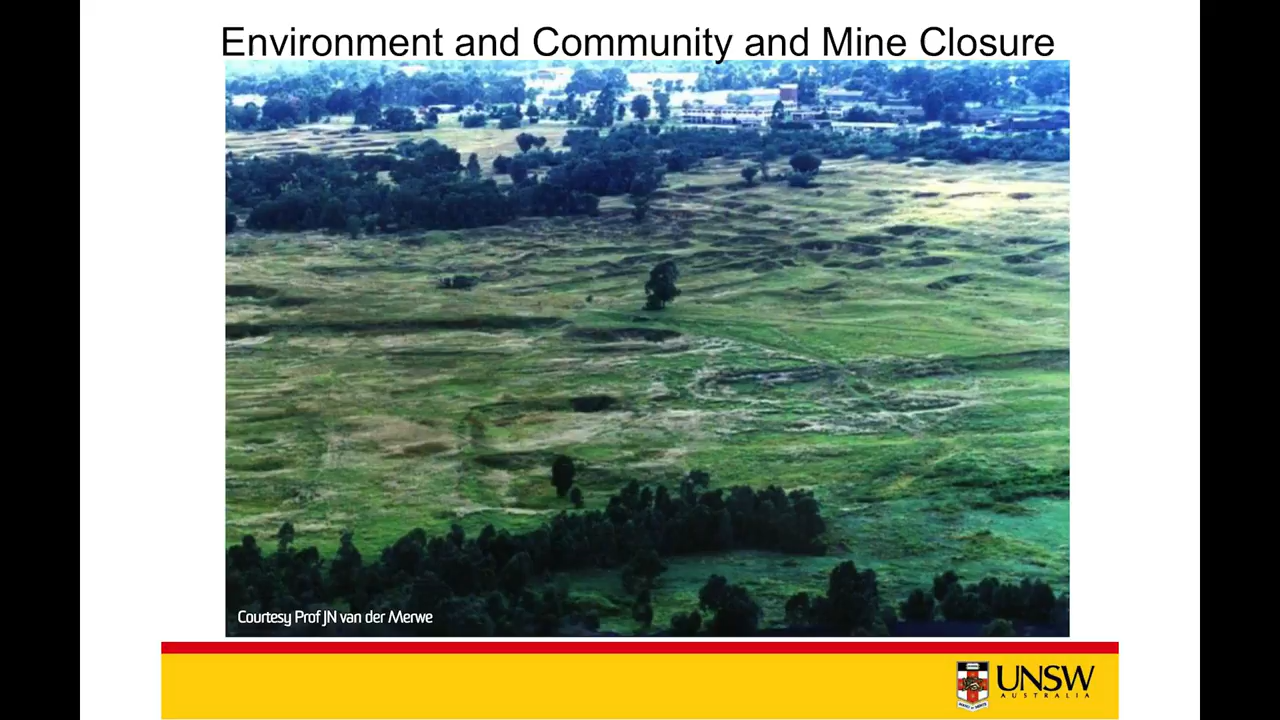 Environment and Community and Mine Closure
Courtesy Prof JN van der Merwe
UNSW
AUSTRALIA